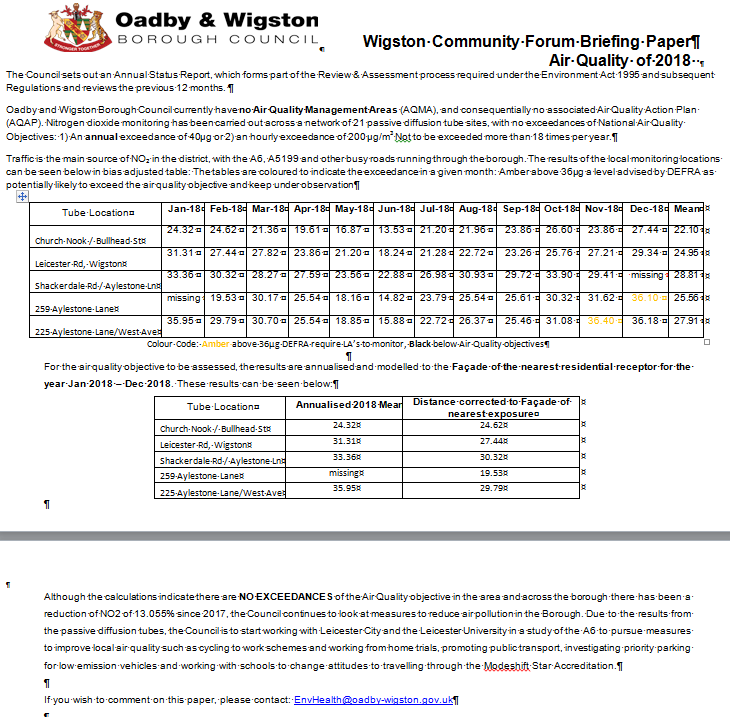 Oadby & Wigston
BOROUGH COUNCIL
STRONGER TOGETHER
Wigston Community Forum Briefing Paper¶
Air Quality of 2018 ¶
The Council sets out an Annual Status Report, which forms part of the Review & Assessment process required under the Environment Act 1995 and subsequent
Regulations and reviews the previous 12 months. ¶
Oadby and Wigston Borough Council currently have no Air Quality Management Areas (AQMA), and consequently no associated Air Quality Action Plan
(AQAP). Nitrogen dioxide monitoring has been carried out across a network of 21 passive diffusion tube sites, with no exceedances of National Air Quality
Objectives: 1) An annual exceedance of 40µg or 2) an hourly exceedance of 200 µg/m³ Not to be exceeded more than 18 times per year.¶
Traffic is the main source of NO₂ in the district, with the A6, A5199 and other busy roads running through the borough. The results of the local monitoring locations
can be seen below in bias adjusted table: The tables are coloured to indicate the exceedance in a given month: Amber above 36µg a level advised by DEFRA as
potentially likely to exceed the air quality objective and keep under observation¶
Tube Location¤ Jan-18¤ Feb-18¤ Mar-18¤ Apr-18¤ May-18¤ Jun-18¤ Jul-18¤ Aug-18¤ Sep-18¤ Oct-18¤ Nov-18¤ Dec-18¤ Mean¤
Church Nook / Bullhead St¤ 24.32¤ 24.62¤ 21.36¤ 19.61¤ 16.87¤ 13.53¤ 21.20¤ 21.96¤ 23.86¤ 26.60¤ 23.86¤ 27.44¤ 22.10¤
Leicester Rd, Wigston¤ 31.31¤ 27.44¤ 27.82¤ 23.86¤ 21.20¤ 18.24¤ 21.28¤ 22.72¤ 23.26¤ 25.76¤ 27.21¤ 29.34¤ 24.95¤
Shackerdale Rd / Aylestone Ln¤ 33.36¤ 30.32¤ 28.27¤ 27.59¤ 23.56¤ 22.88¤ 26.98¤ 30.93¤ 29.72¤ 33.90¤ 29.41¤ missing¤ 28.81¤
259 Aylestone Lane¤ missing 19.53¤ 30.17¤ 25.54¤ 18.16¤ 14.82¤ 23.79¤ 25.54¤ 25.61¤ 30.32¤ 31.62¤ 36.10¤ 25.56¤
225 Aylestone Lane/West Ave¤ 35.95¤ 29.79¤ 30.70¤ 25.54¤ 18.85¤ 15.88¤ 22.72¤ 26.37¤ 25.46¤ 31.08¤ 36.40¤ 36.18¤ 27.91¤
Colour Code: Amber above 36µg DEFRA require LA's to monitor, Black below Air Quality objectives¶
¶
For the air quality objective to be assessed, the results are annualised and modelled to the Façade of the nearest residential receptor for the
year Jan 2018 – Dec 2018. These results can be seen below:¶
Tube Location¤ Annualised 2018 Mean Distance corrected to Façade of nearest exposure¤
Church Nook / Bullhead St¤ 24.32¤ 24.62¤
Leicester Rd, Wigston¤ 31.31¤ 27.44¤
Shackerdale Rd / Aylestone Ln¤ 33.36¤ 30.32¤
259 Aylestone Lane¤ missing¤ 19.53¤
225 Aylestone Lane/West Ave¤ 35.95¤ 29.79¤
¶
¶
Although the calculations indicate there are NO EXCEEDANCES of the Air Quality objective in the area and across the borough there has been a
reduction of NO2 of 13.055% since 2017, the Council continues to look at measures to reduce air pollution in the Borough. Due to the results from
the passive diffusion tubes, the Council is to start working with Leicester City and the Leicester University in a study of the A6 to pursue measures
to improve local air quality such as cycling to work schemes and working from home trials, promoting public transport, investigating priority parking
for low emission vehicles and working with schools to change attitudes to travelling through the Modeshift Star Accreditation.¶
¶
If you wish to comment on this paper, please contact: EnvHealth@oadby-wigston.gov.uk¶
¶